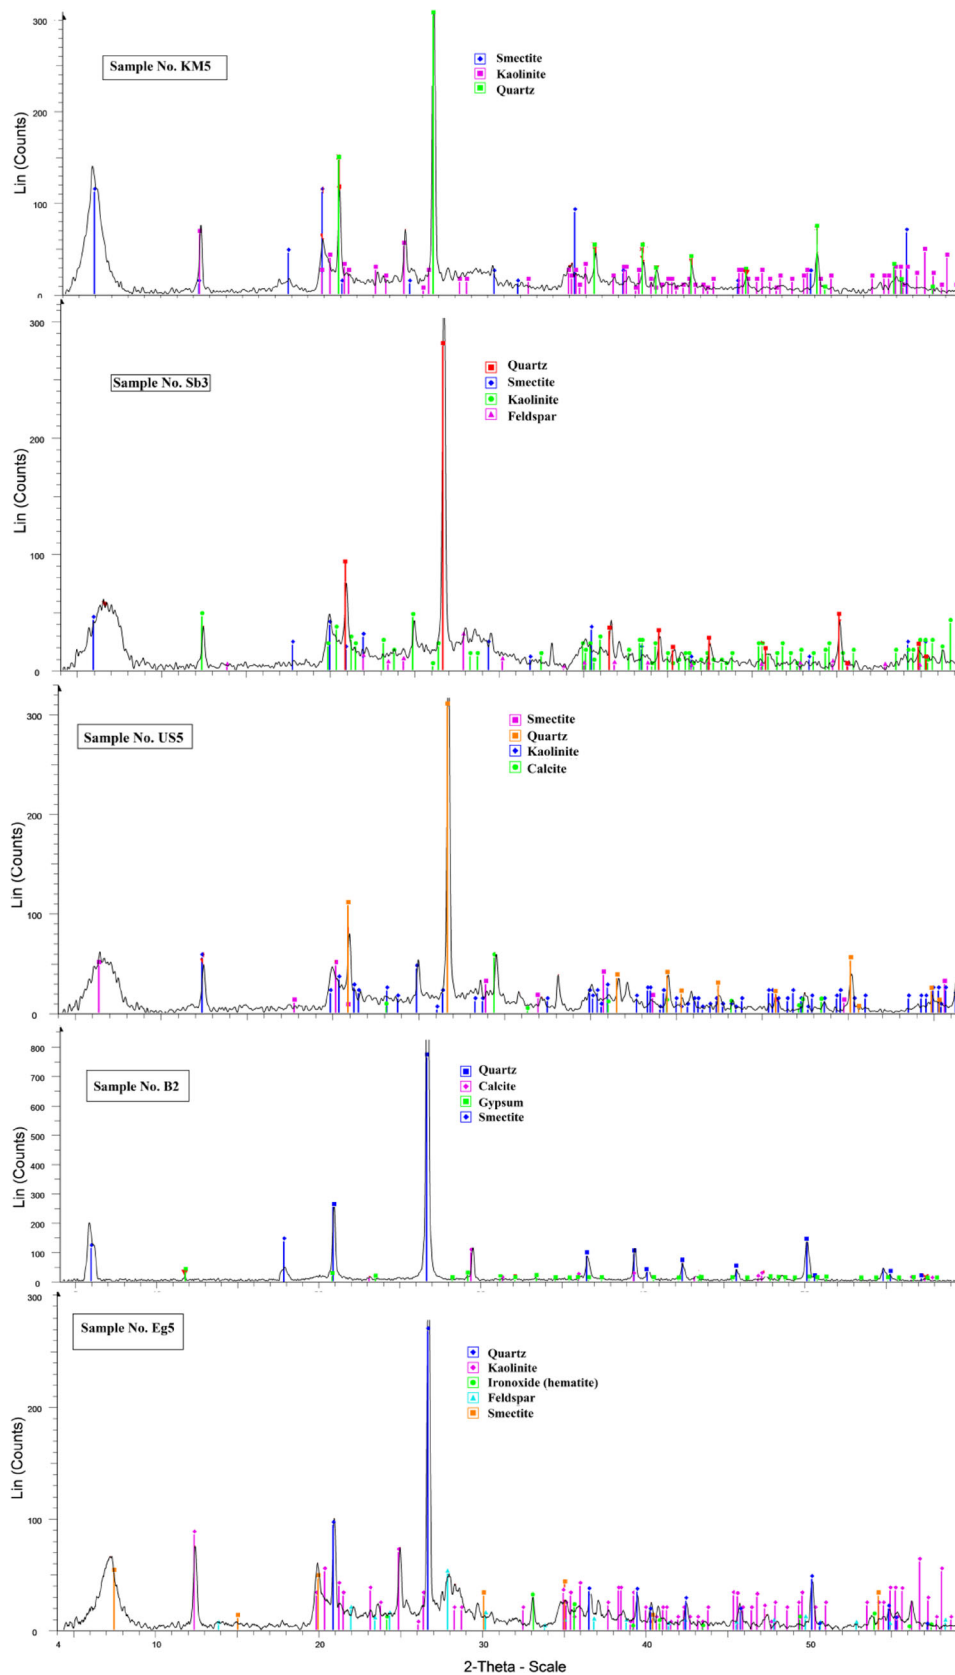 300
Sample No. KM5
Smectite
Kaolinite
Quartz
200
Lin (Counts)
100
0
300
Quartz
Sample No. Sb3
Smectite
Kaolinite
Feldspar
200
Lin (Counts)
100
0
300
Smectite
Sample No. US5
Quartz
Kaolinite
Calcite
200
Lin (Counts)
100
0
800
Quartz
700
Sample No. B2
Calcite
600
Gypsum
Smectite
500
Lin (Counts)
400
300
200
100
0
300
Sample No. Eg5
Quartz
Kaolinite
Ironoxide (hematite)
Feldspar
Smectite
200
Lin (Counts)
100
0
4 10 20 30 40 50
2-Theta - Scale